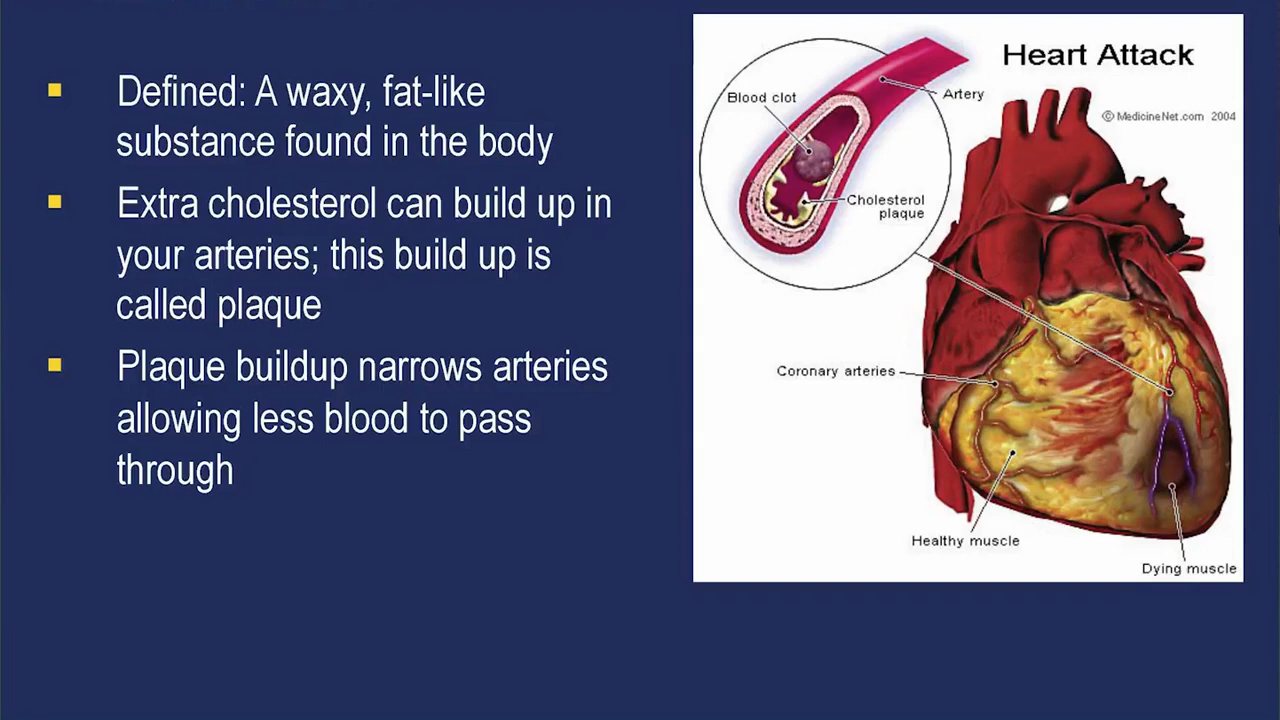 Defined: A waxy, fat-like
substance found in the body
Extra cholesterol can build up in
your arteries; this build up is
called plaque
Plaque buildup narrows arteries
allowing less blood to pass
through
Heart Attack
© MedicineNet.com 2004
Blood clot
Artery
Cholesterol
plaque
Coronary arteries
Healthy muscle
Dying muscle